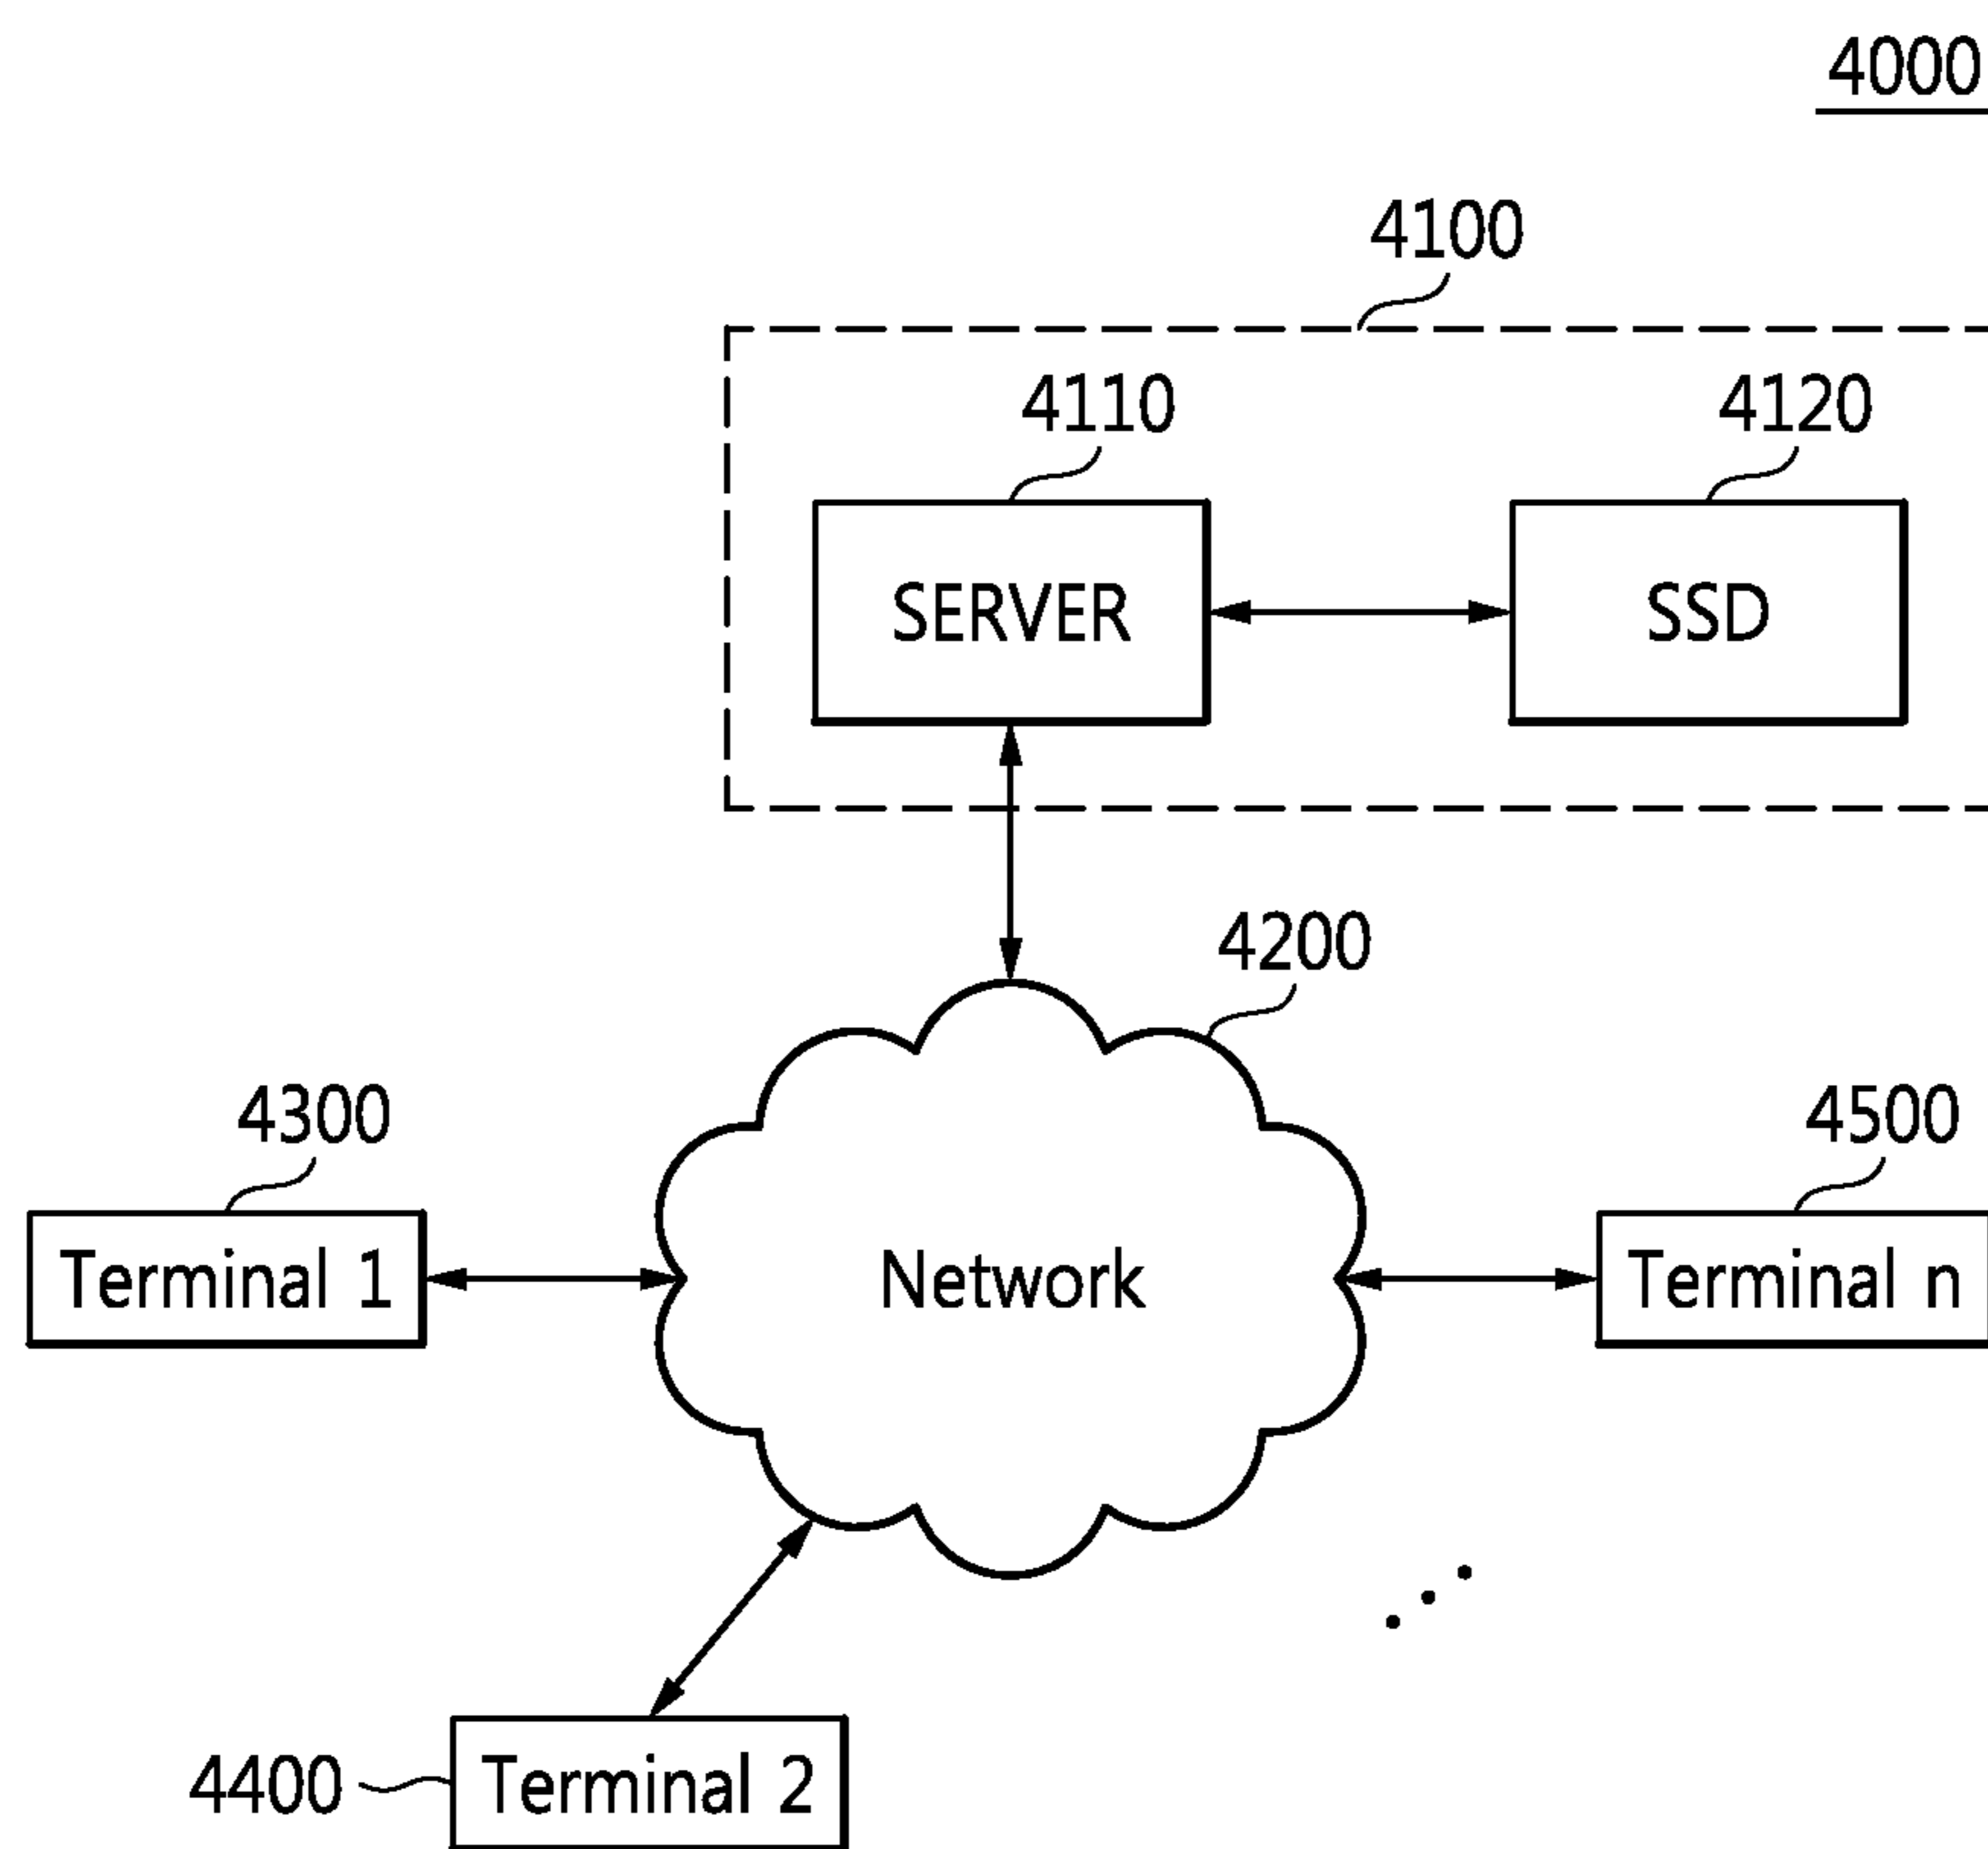 4000
4100
4110
4120
SERVER
SSD
4200
4300
4500
Terminal 1
Network
Terminal n
4400
Terminal 2